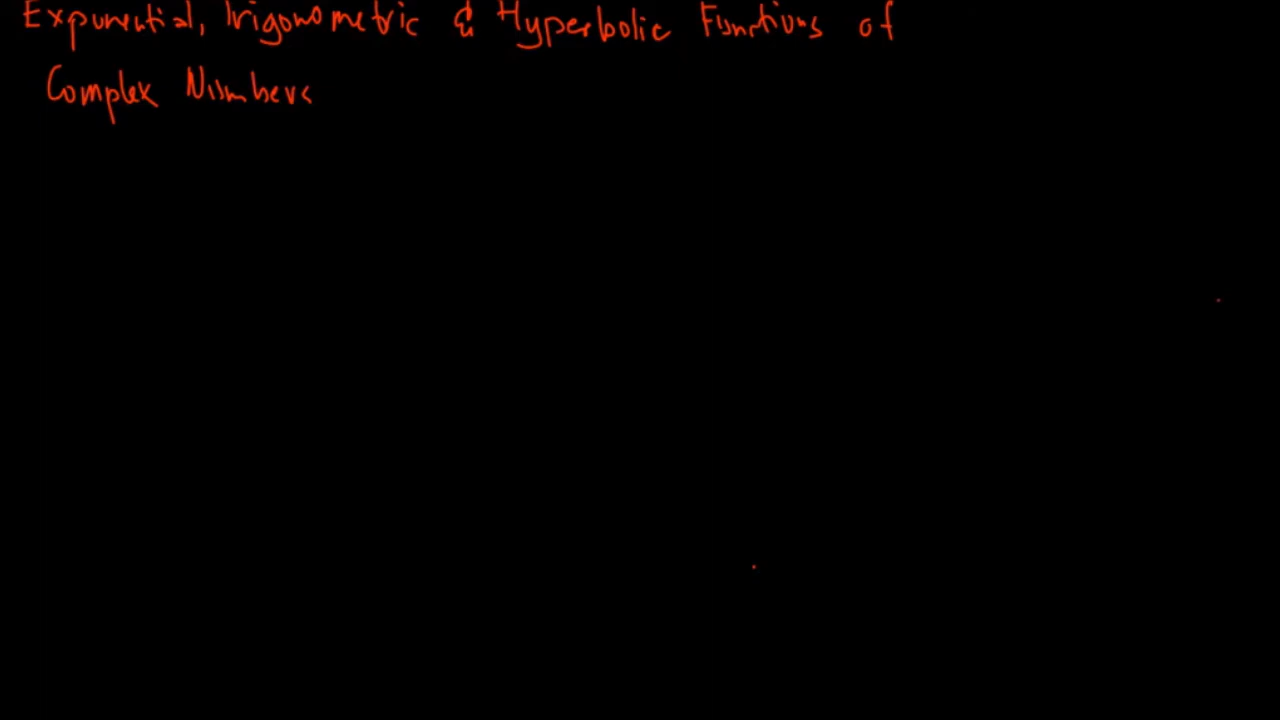 Exponential, Trigonometric & Hyperbolic Functions of
Complex Numbers